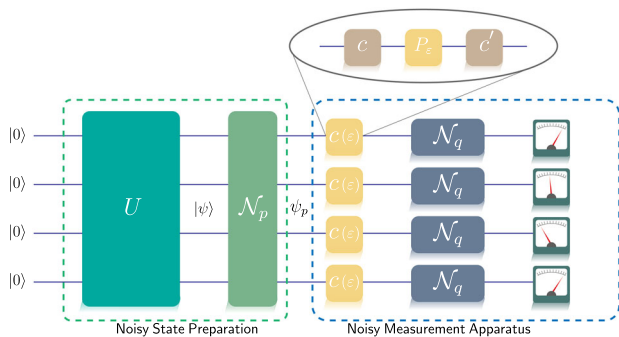 c P_ε c′
|0⟩ c(ε) 𝒩_q
|0⟩ c(ε) 𝒩_q
U |ψ⟩ 𝒩_p ψ_p
|0⟩ c(ε) 𝒩_q
|0⟩ c(ε) 𝒩_q
Noisy State Preparation Noisy Measurement Apparatus